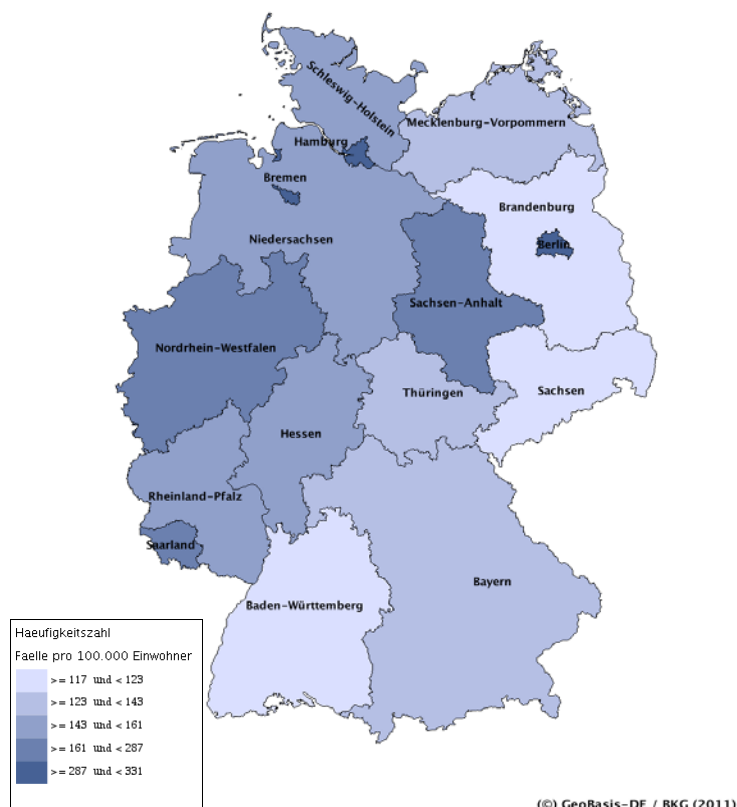 Schleswig-Holstein
Mecklenburg-Vorpommern
Hamburg
Bremen
Brandenburg
Niedersachsen
Berlin
Sachsen-Anhalt
Nordrhein-Westfalen
Thüringen
Sachsen
Hessen
Rheinland-Pfalz
Saarland
Bayern
Baden-Württemberg
Haeufigkeitszahl
Faelle pro 100.000 Einwohner
>= 117 und < 123
>= 123 und < 143
>= 143 und < 161
>= 161 und < 287
>= 287 und < 331
(©) GeoBasis-DE / BKG (2011)